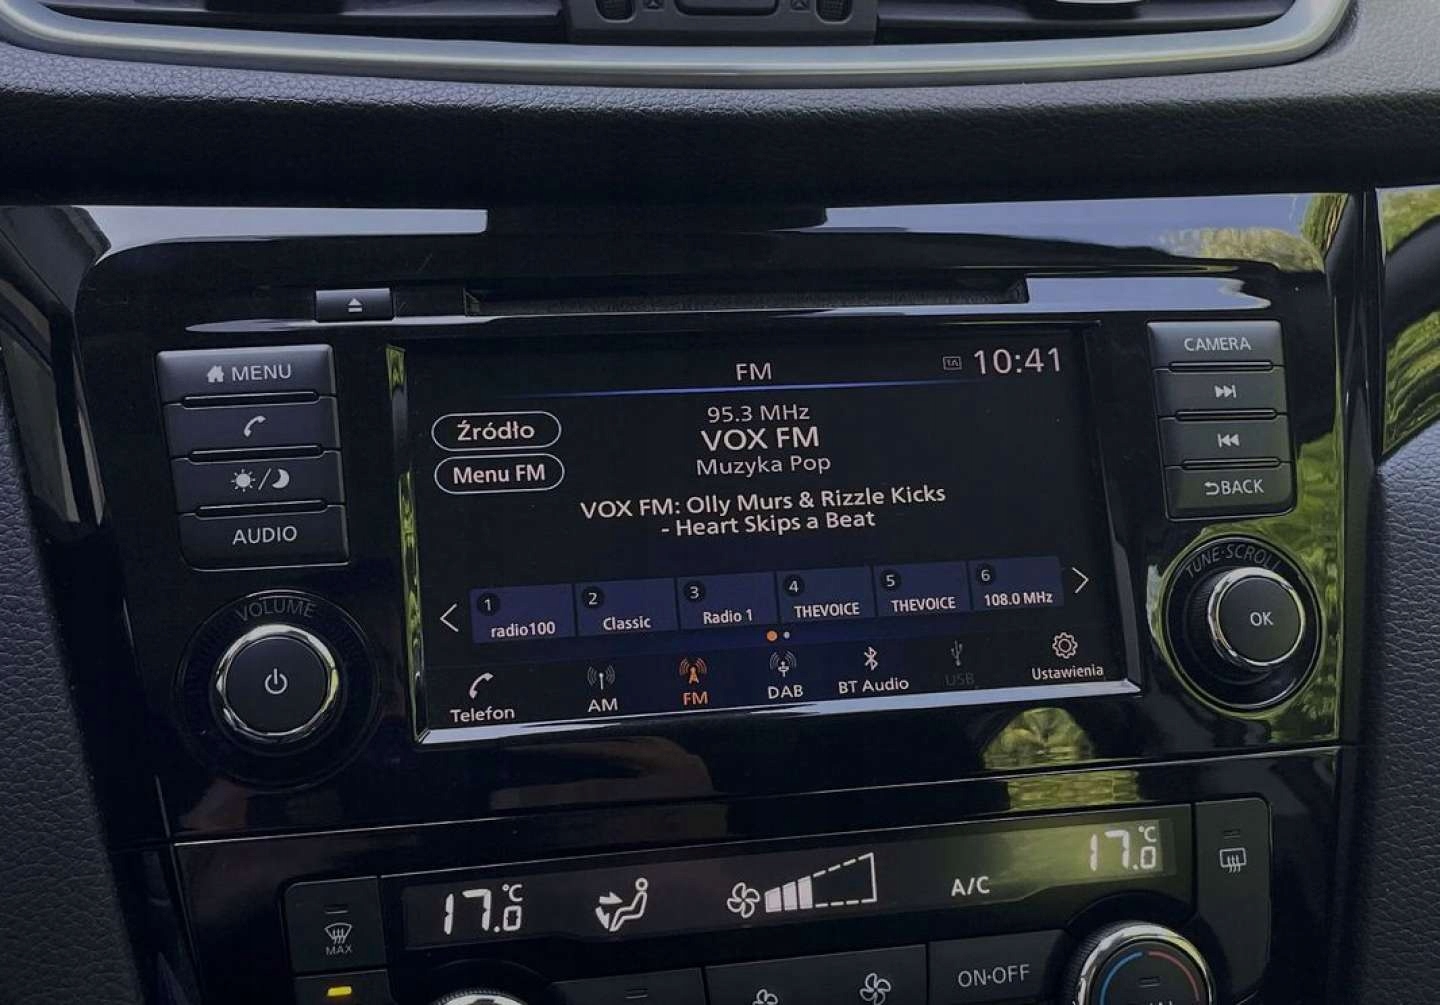 MENU
AUDIO
VOLUME
FM
1A
10:41
Źródło
Menu FM
95.3 MHz
VOX FM
Muzyka Pop
VOX FM: Olly Murs & Rizzle Kicks
- Heart Skips a Beat
1 radio100
2 Classic
3 Radio 1
4 THEVOICE
5 THEVOICE
6 108.0 MHz
Telefon
AM
FM
DAB
BT Audio
USB
Ustawienia
CAMERA
BACK
TUNE·SCROLL
OK
17.0 °C
A/C
17.0 °C
MAX
ON·OFF